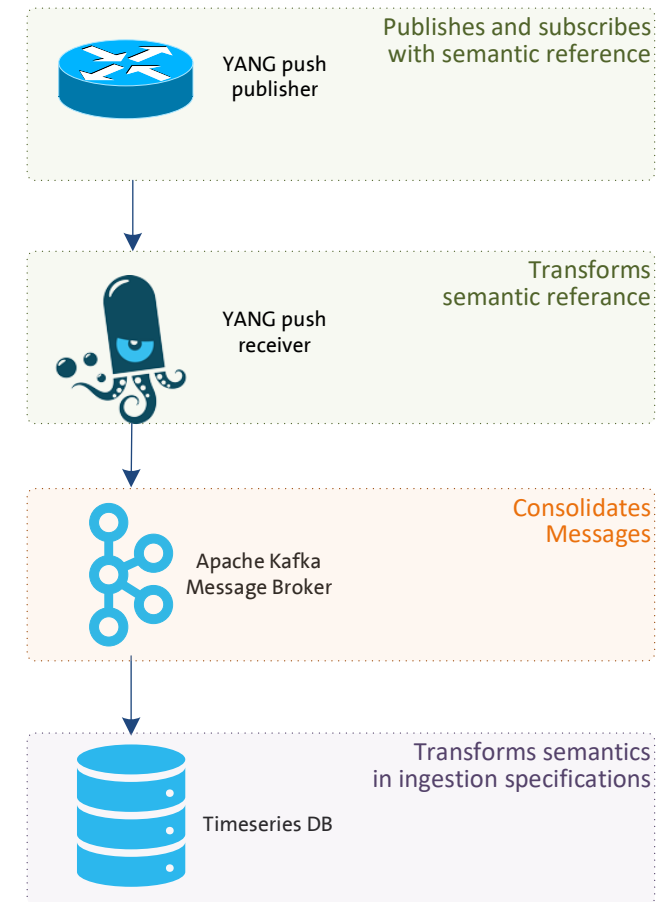 Publishes and subscribes
with semantic reference
YANG push
publisher
Transforms
semantic referance
YANG push
receiver
Consolidates
Messages
Apache Kafka
Message Broker
Transforms semantics
in ingestion specifications
Timeseries DB